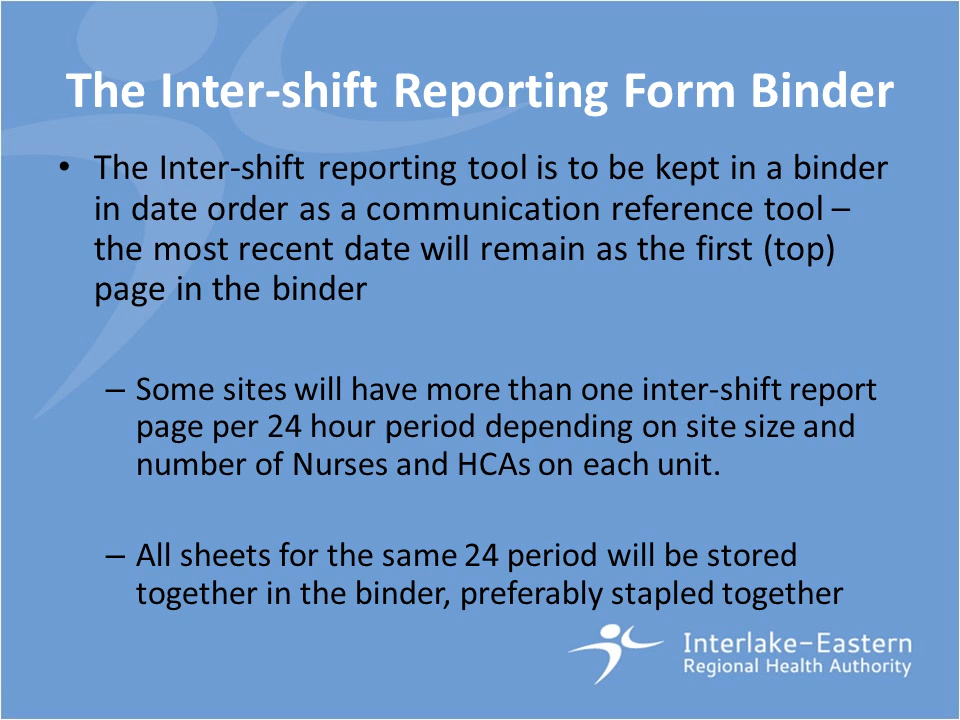 The Inter-shift Reporting Form Binder
• The Inter-shift reporting tool is to be kept in a binder
in date order as a communication reference tool –
the most recent date will remain as the first (top)
page in the binder
– Some sites will have more than one inter-shift report
page per 24 hour period depending on site size and
number of Nurses and HCAs on each unit.
– All sheets for the same 24 period will be stored
together in the binder, preferably stapled together
Interlake-Eastern
Regional Health Authority